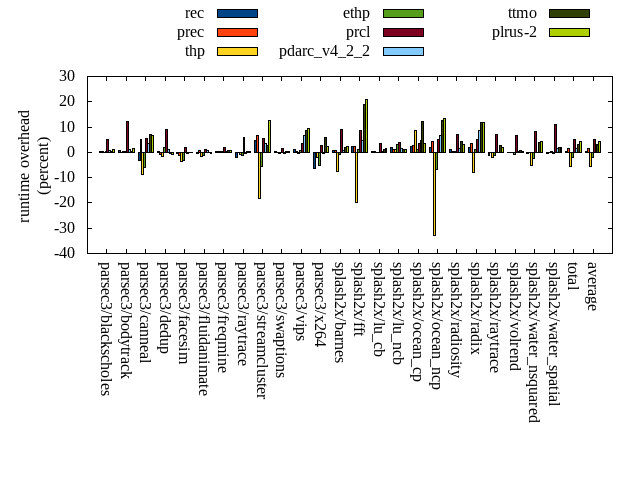 rec ethp ttmo
prec prcl plrus-2
thp pdarc_v4_2_2
runtime overhead
(percent)
30
20
10
0
-10
-20
-30
-40
parsec3/blackscholes
parsec3/bodytrack
parsec3/canneal
parsec3/dedup
parsec3/facesim
parsec3/fluidanimate
parsec3/freqmine
parsec3/raytrace
parsec3/streamcluster
parsec3/swaptions
parsec3/vips
parsec3/x264
splash2x/barnes
splash2x/fft
splash2x/lu_cb
splash2x/lu_ncb
splash2x/ocean_cp
splash2x/ocean_ncp
splash2x/radiosity
splash2x/radix
splash2x/raytrace
splash2x/volrend
splash2x/water_nsquared
splash2x/water_spatial
total
average